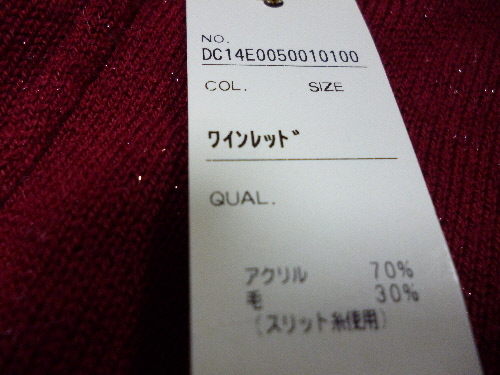 NO.
DC14E0050010100
COL. SIZE
ワインレッド
QUAL.
アクリル 70%
毛 30%
(スリット糸使用)